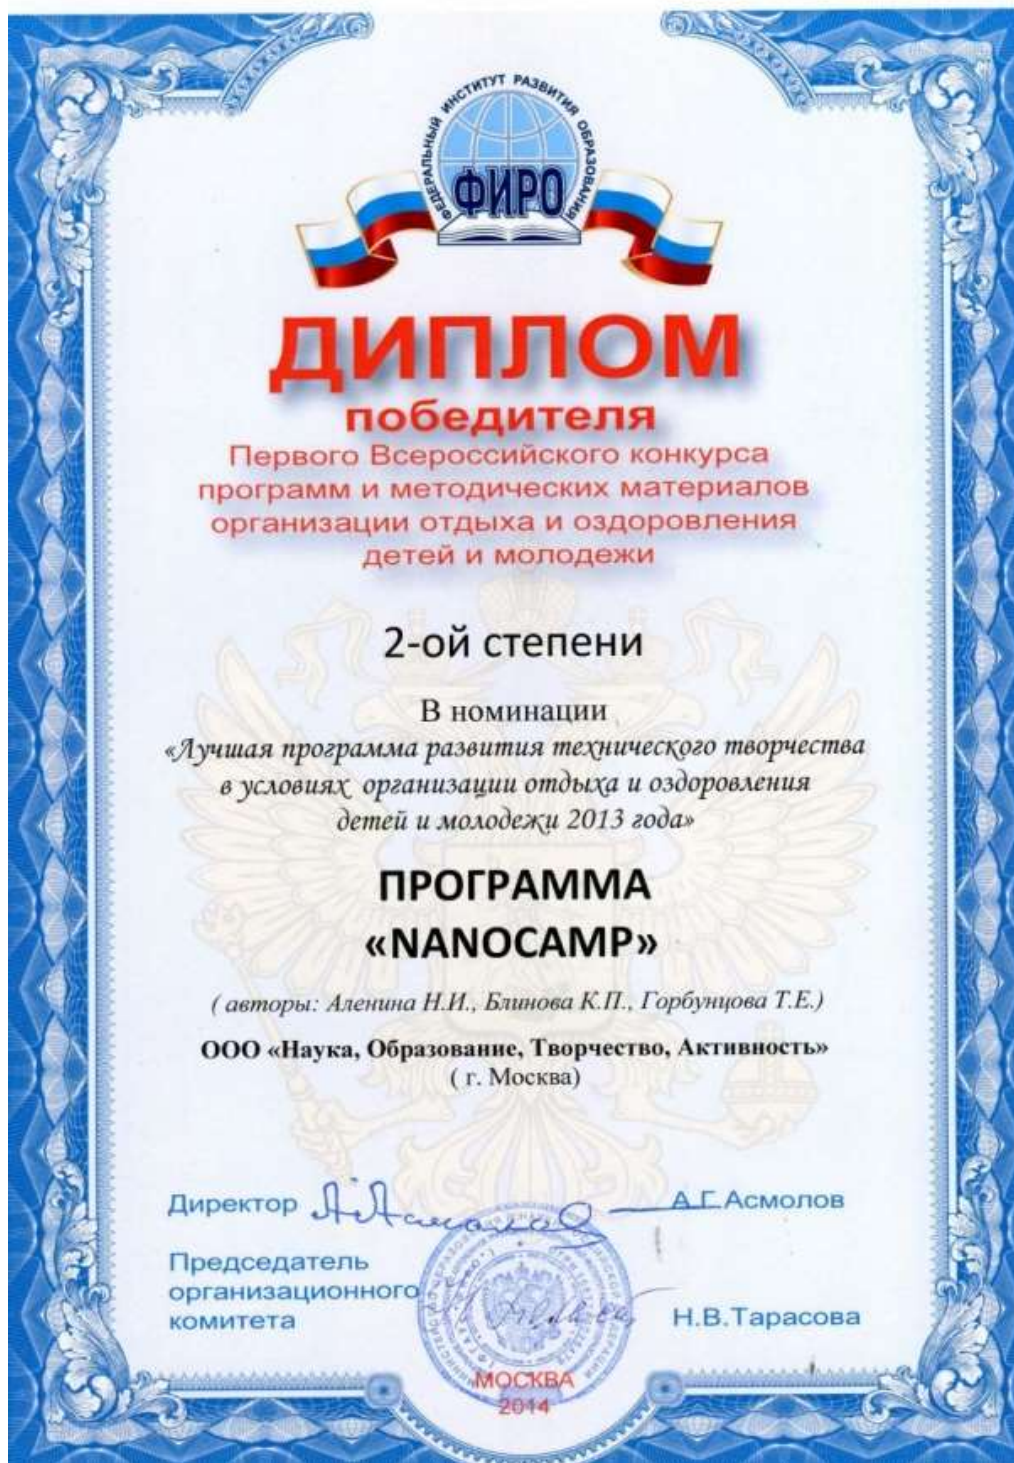 ФЕДЕРАЛЬНЫЙ ИНСТИТУТ РАЗВИТИЯ ОБРАЗОВАНИЯ
ФИРО
ДИПЛОМ
победителя
Первого Всероссийского конкурса
программ и методических материалов
организации отдыха и оздоровления
детей и молодежи
2-ой степени
В номинации
«Лучшая программа развития технического творчества
в условиях организации отдыха и оздоровления
детей и молодежи 2013 года»
ПРОГРАММА
«NANOCAMP»
( авторы: Аленина Н.И., Блинова К.П., Горбунцова Т.Е.)
ООО «Наука, Образование, Творчество, Активность»
( г. Москва)
Директор А.Г.Асмолов
Председатель
организационного
комитета Н.В.Тарасова
МОСКВА
2014